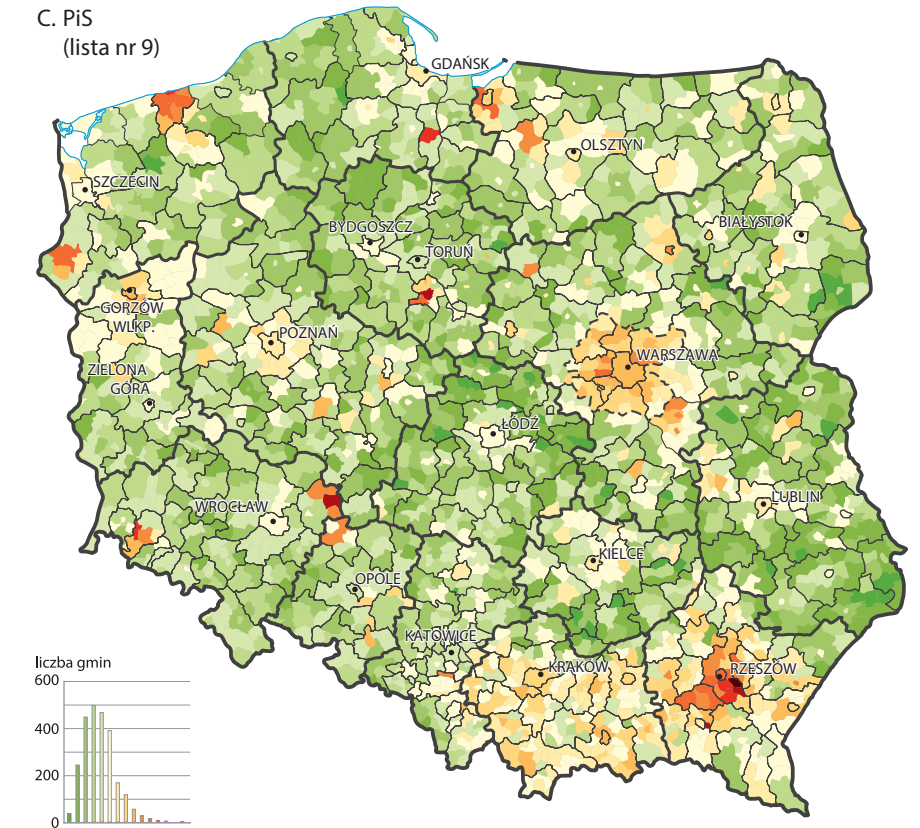 C. PiS
(lista nr 9)
GDAŃSK
OLSZTYN
SZCZECIN
BIAŁYSTOK
BYDGOSZCZ
TORUŃ
GORZÓW
WLKP.
POZNAŃ
WARSZAWA
ZIELONA
GÓRA
ŁÓDŹ
WROCŁAW
LUBLIN
KIELCE
OPOLE
KATOWICE
KRAKÓW
RZESZÓW
liczba gmin
600
400
200
0